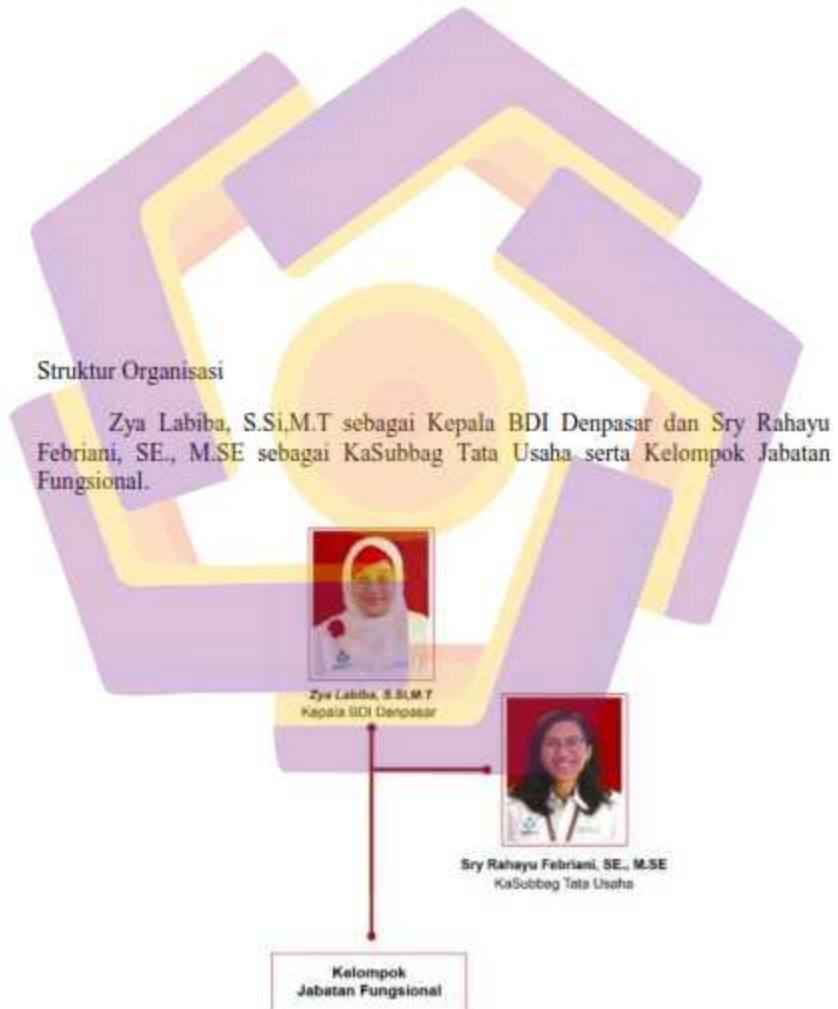 Struktur Organisasi
Zya Labiba, S.Si,M.T sebagai Kepala BDI Denpasar dan Sry Rahayu
Febriani, SE., M.SE sebagai KaSubbag Tata Usaha serta Kelompok Jabatan
Fungsional.
Zya Labiba, S.Si,M.T
Kepala BDI Denpasar
Sry Rahayu Febriani, SE., M.SE
KaSubbag Tata Usaha
Kelompok
Jabatan Fungsional